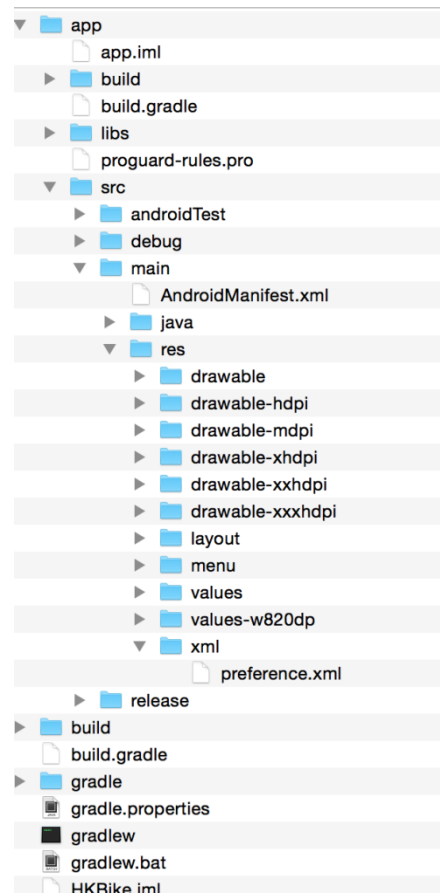 app
app.iml
build
build.gradle
libs
proguard-rules.pro
src
androidTest
debug
main
AndroidManifest.xml
java
res
drawable
drawable-hdpi
drawable-mdpi
drawable-xhdpi
drawable-xxhdpi
drawable-xxxhdpi
layout
menu
values
values-w820dp
xml
preference.xml
release
build
build.gradle
gradle
gradle.properties
gradlew
gradlew.bat
HKBike.iml